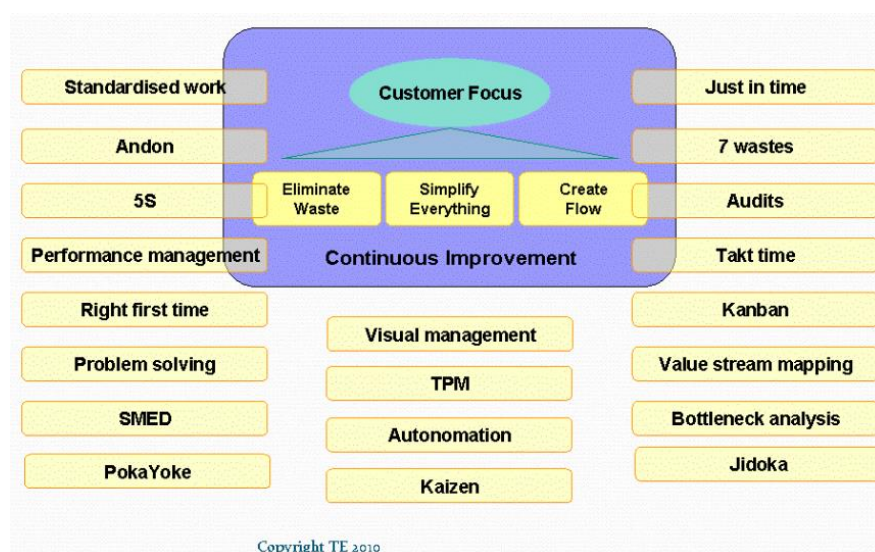 Customer Focus
Eliminate
Waste
Simplify
Everything
Create
Flow
Continuous Improvement
Standardised work
Andon
5S
Performance management
Right first time
Problem solving
SMED
PokaYoke
Visual management
TPM
Autonomation
Kaizen
Just in time
7 wastes
Audits
Takt time
Kanban
Value stream mapping
Bottleneck analysis
Jidoka
Copyright TE 2010